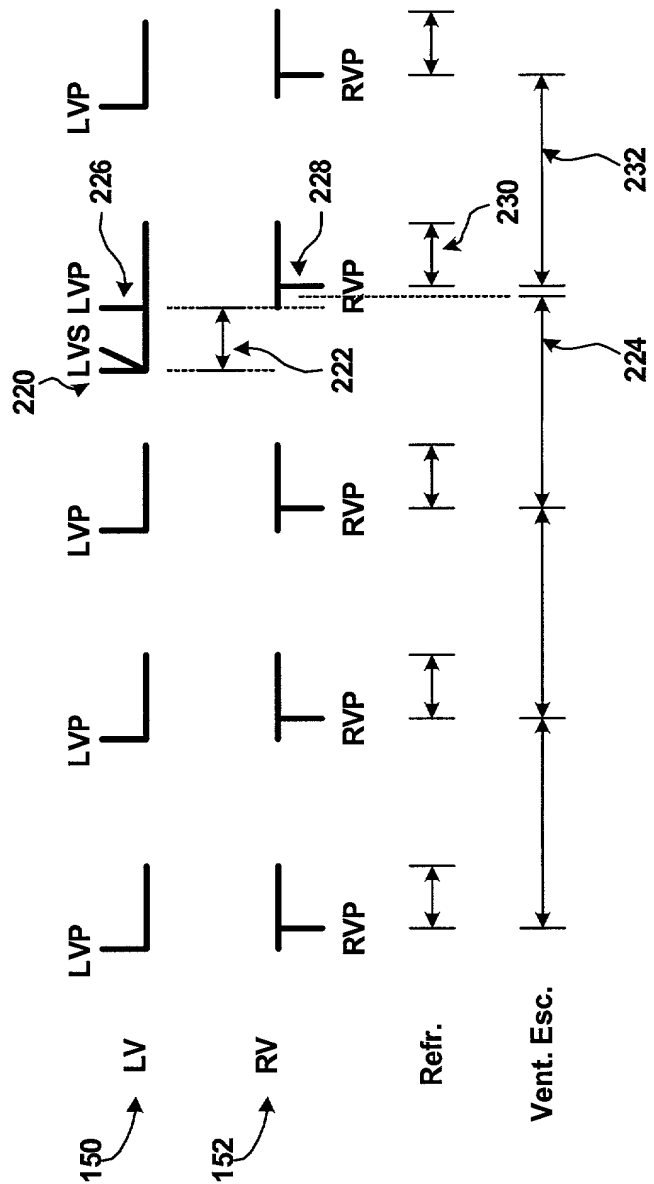 150 LV LVP LVP LVP 220 LVS LVP 226 LVP
152 RV 222 228
RVP RVP RVP RVP RVP
Refr. 230
Vent. Esc. 224 232